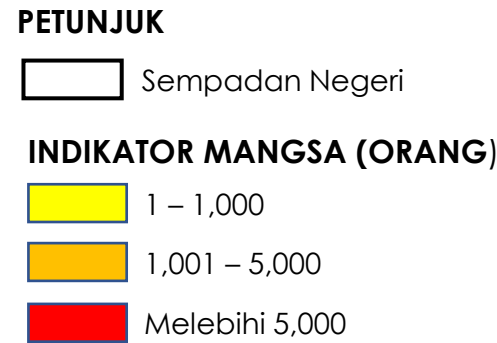 PETUNJUK
Sempadan Negeri
INDIKATOR MANGSA (ORANG)
1 – 1,000
1,001 – 5,000
Melebihi 5,000